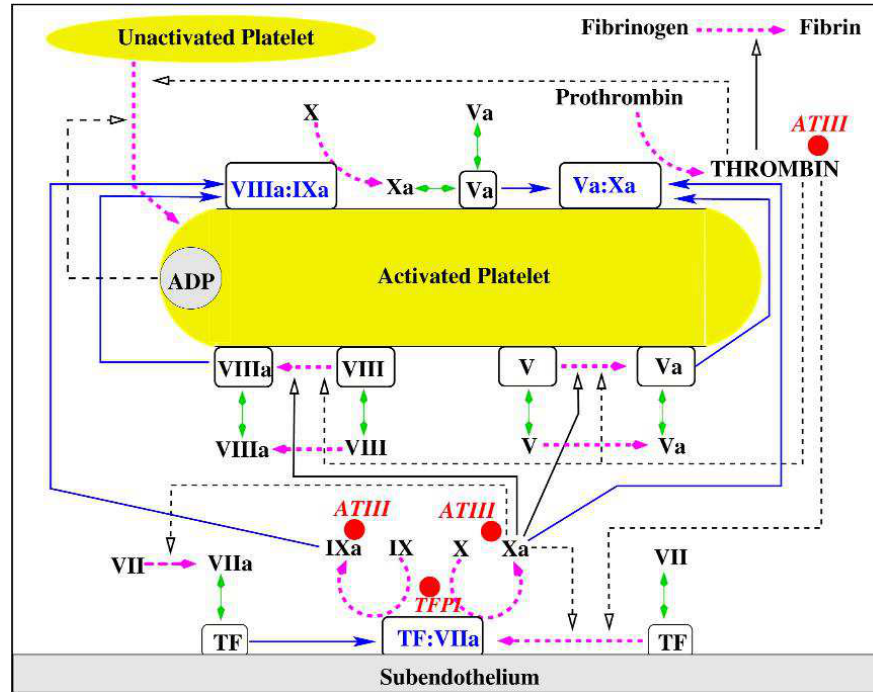 Unactivated Platelet
Fibrinogen
Fibrin
X
Va
Prothrombin
ATIII
THROMBIN
VIIIa:IXa
Xa
Va
Va:Xa
ADP
Activated Platelet
VIIIa
VIII
V
Va
VIIIa
VIII
V
Va
ATIII
ATIII
VII
VIIa
IXa
IX
X
Xa
VII
TFPI
TF
TF:VIIa
TF
Subendothelium